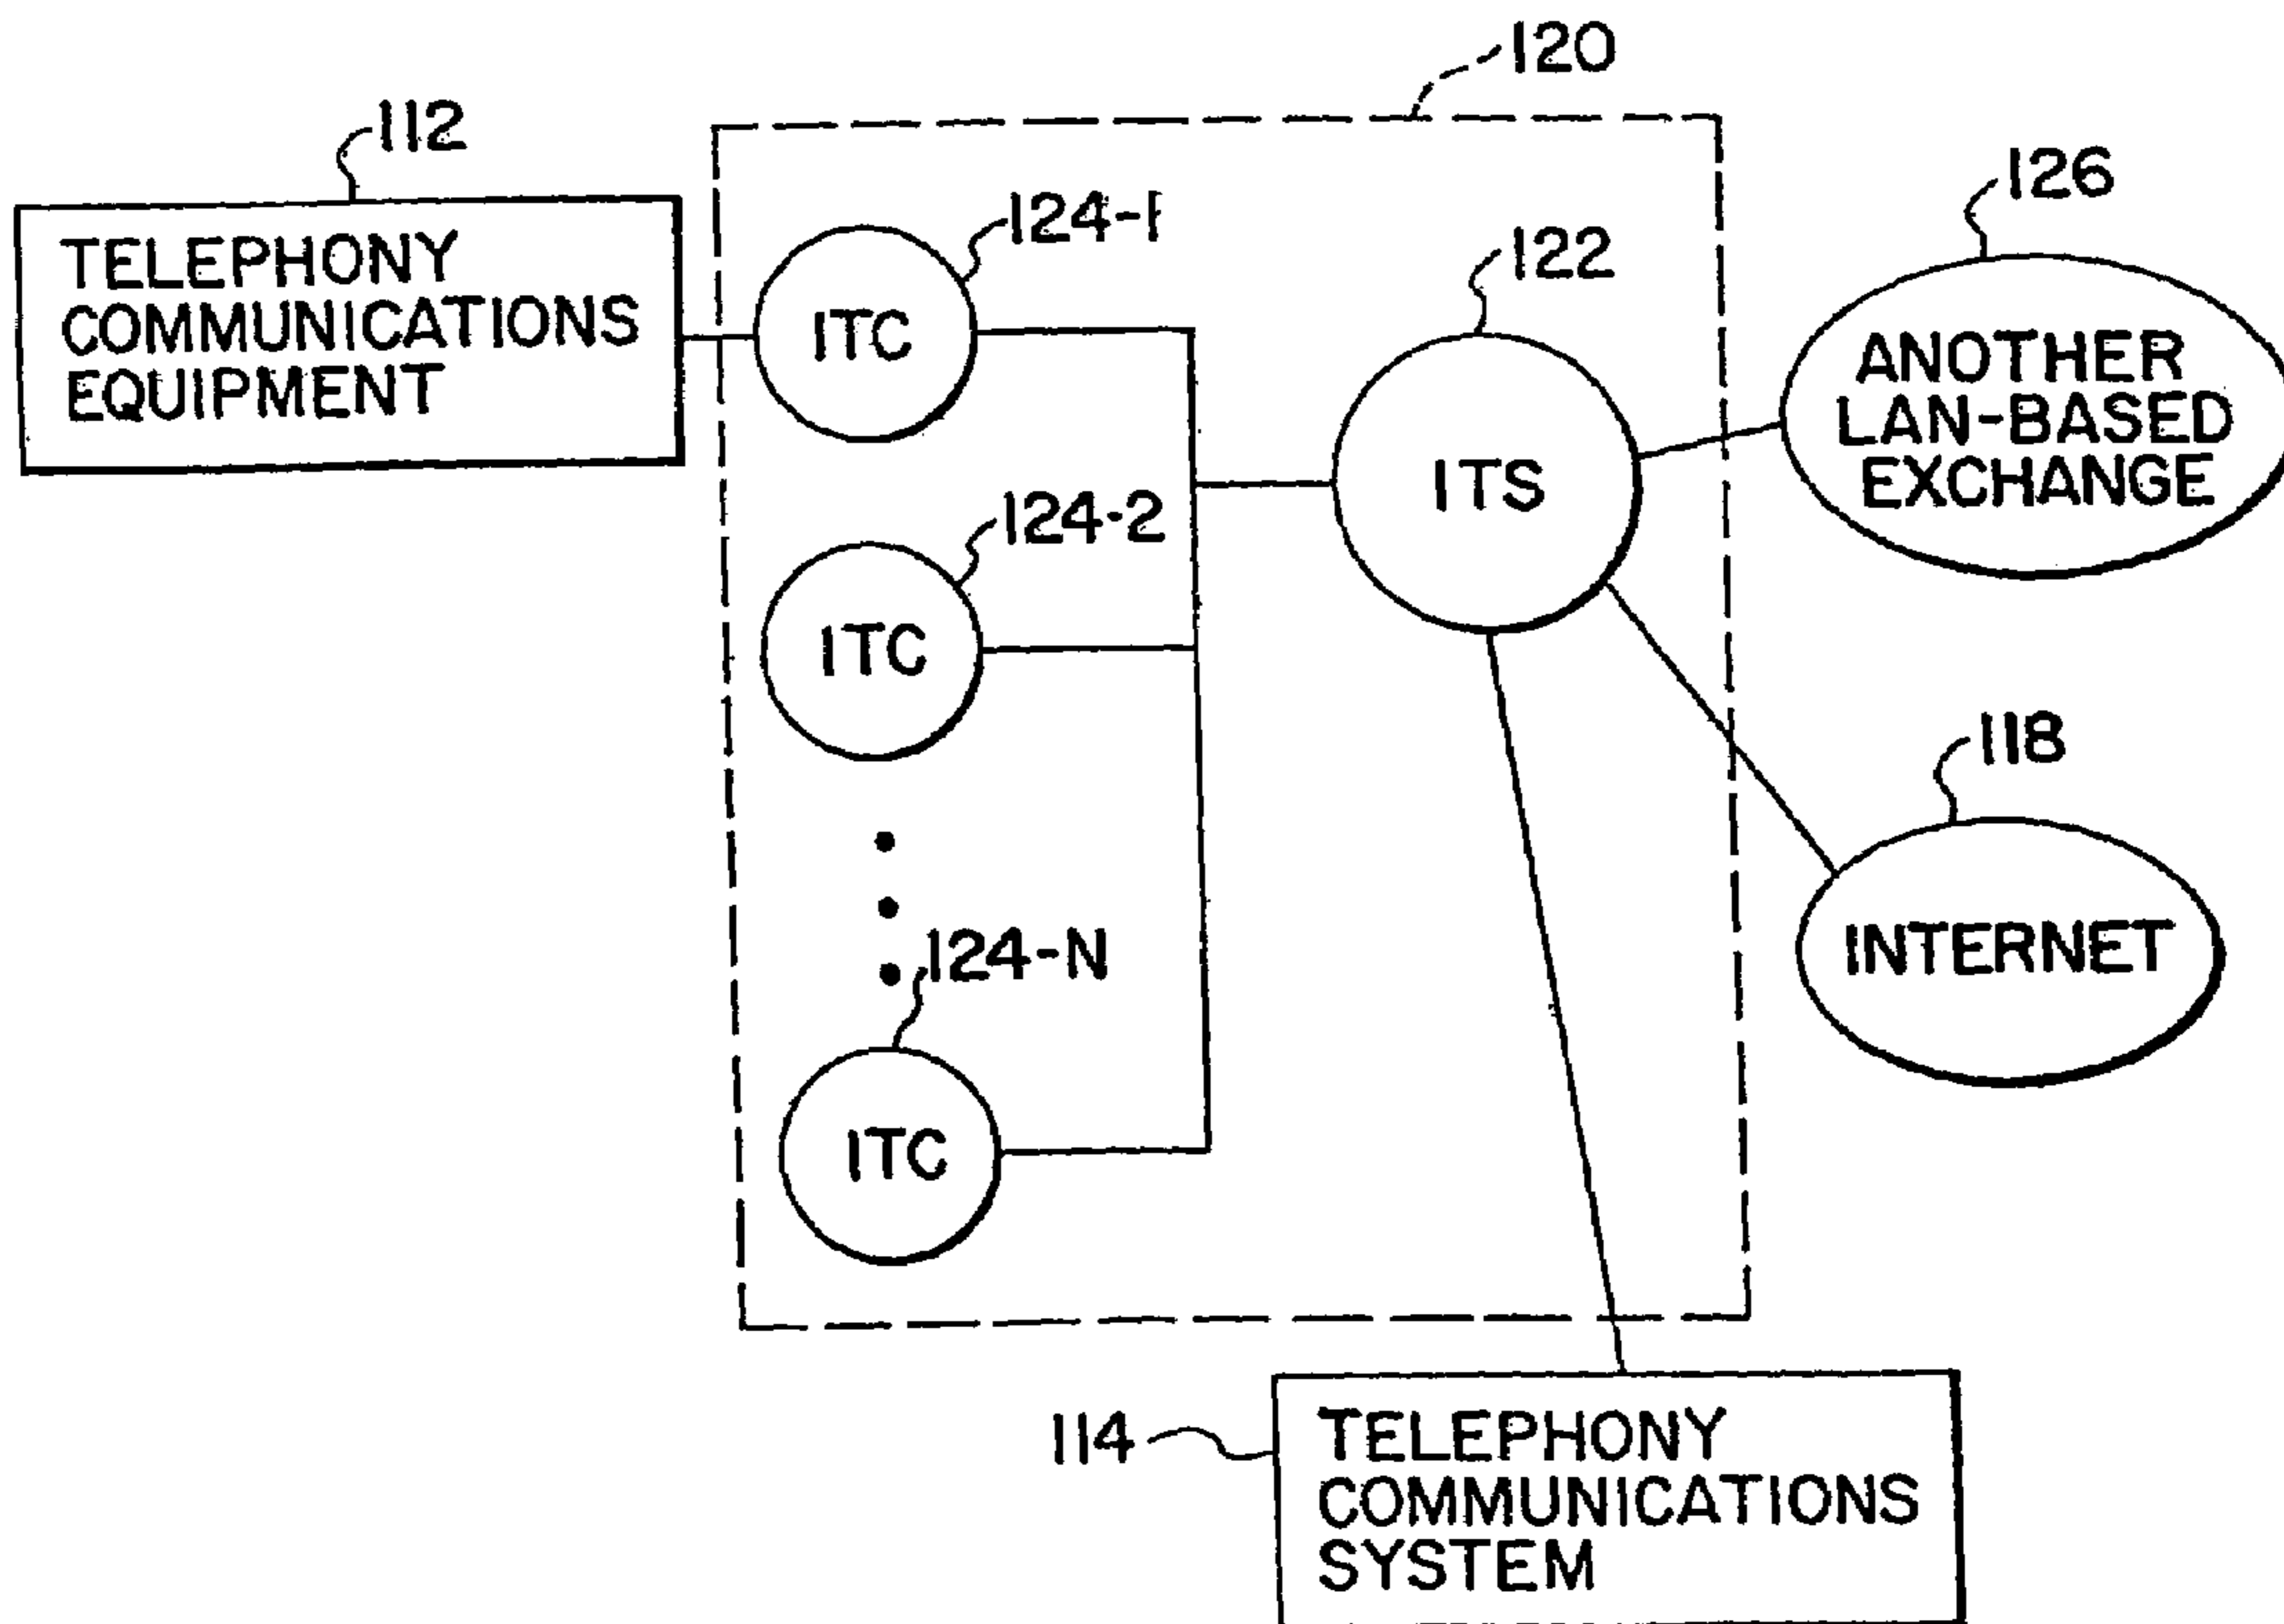 120
112
126
124-1
122
TELEPHONY
COMMUNICATIONS
EQUIPMENT
ITC
ANOTHER
LAN-BASED
EXCHANGE
ITS
124-2
ITC
118
124-N
INTERNET
ITC
114
TELEPHONY
COMMUNICATIONS
SYSTEM